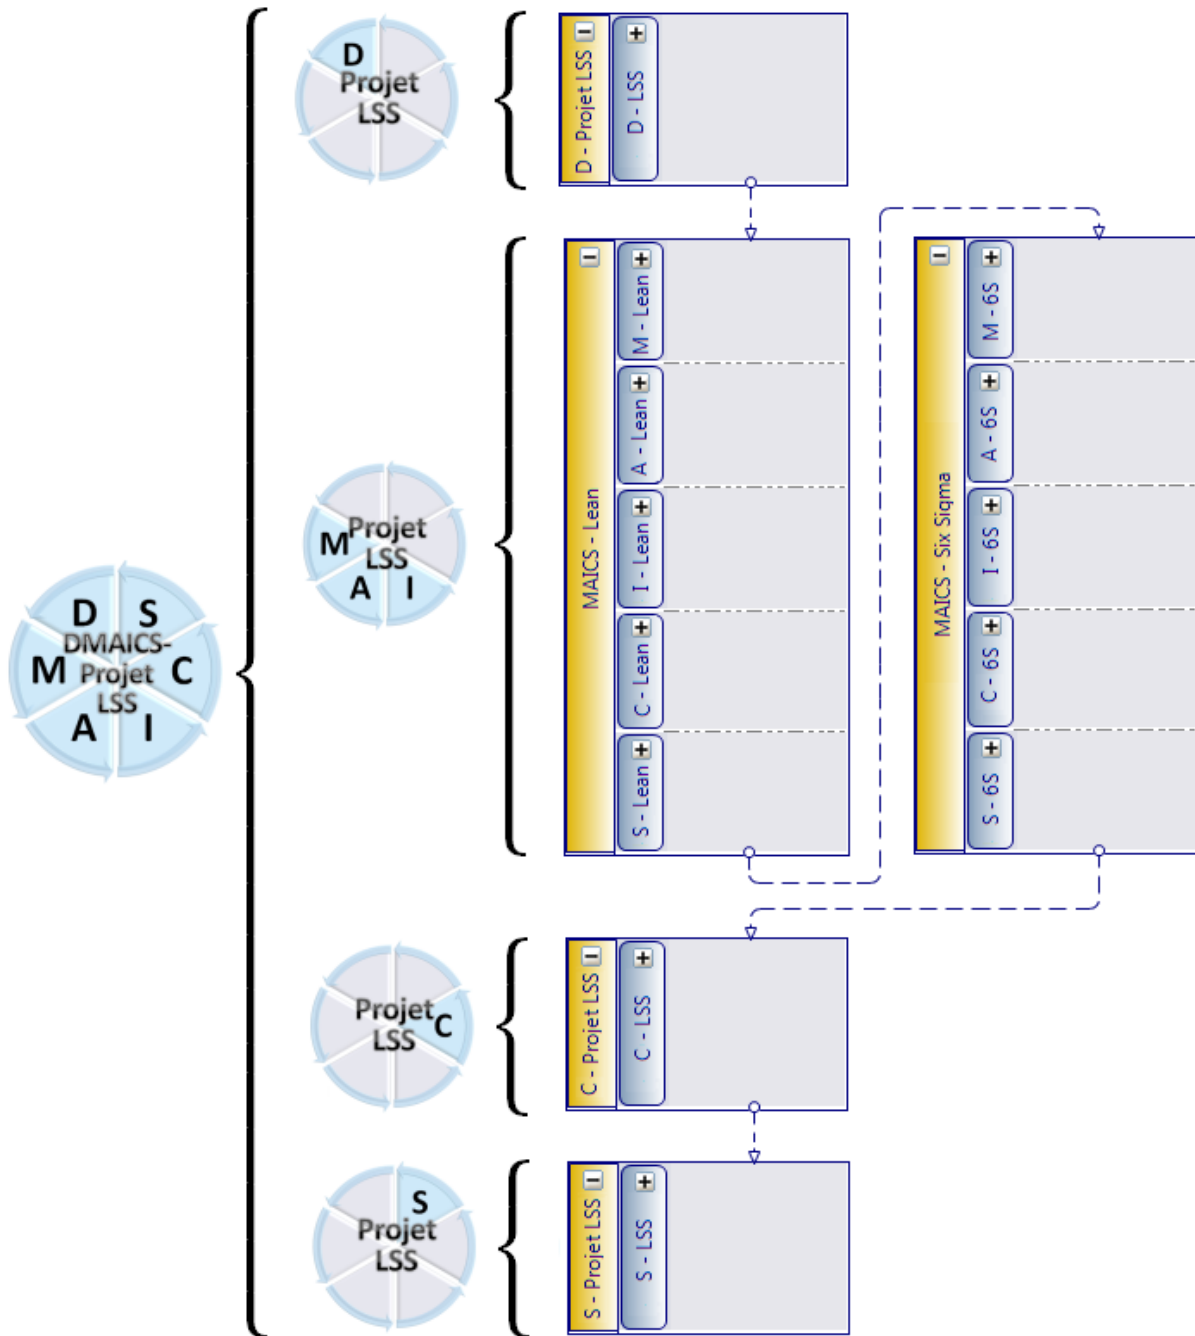 D
Projet
LSS
D - Projet LSS
D - LSS
M
Projet
LSS
A
I
MAICS - Lean
M - Lean
A - Lean
I - Lean
C - Lean
S - Lean
MAICS - Six Sigma
M - 6S
A - 6S
I - 6S
C - 6S
S - 6S
D
S
DMAICS-
M
Projet
C
LSS
A
I
Projet
LSS
C
C - Projet LSS
C - LSS
S
Projet
LSS
S - Projet LSS
S - LSS